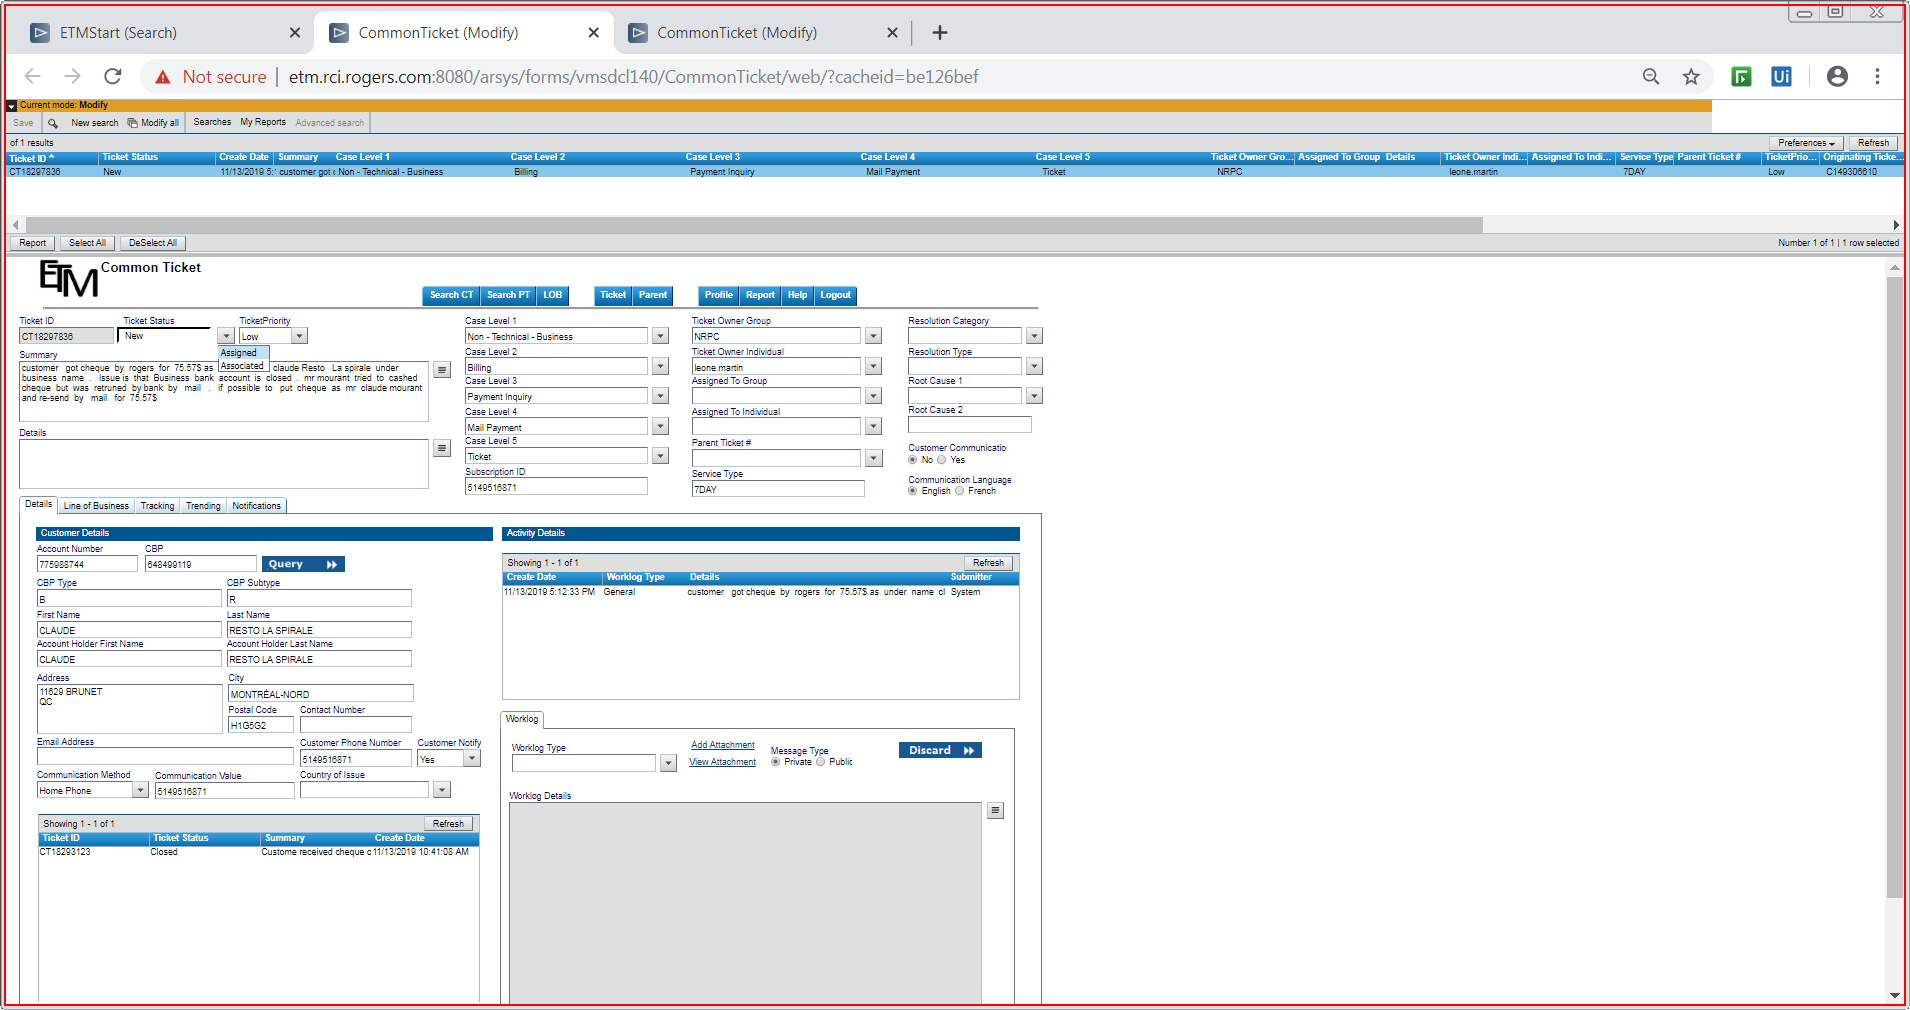 ETMStart (Search)
CommonTicket (Modify)
CommonTicket (Modify)
Not secure | etm.rci.rogers.com:8080/arsys/forms/vmsdcl140/CommonTicket/web/?cacheid=be126bef
Ui
Current mode: Modify
Save New search Modify all Searches My Reports Advanced search
of 1 results Preferences Refresh
Ticket ID Ticket Status Create Date Summary Case Level 1 Case Level 2 Case Level 3 Case Level 4 Case Level 5 Ticket Owner Gro... Assigned To Group Details Ticket Owner Indi... Assigned To Indi... Service Type Parent Ticket # TicketPrio... Originating Ticke...
CT18297836 New 11/13/2019 5:' customer got Non - Technical - Business Billing Payment Inquiry Mail Payment Ticket NRPC leone.martin 7DAY Low C149306610
Report Select All DeSelect All Number 1 of 1 | 1 row selected
ETM Common Ticket
Search CT Search PT LOB Ticket Parent Profile Report Help Logout
Ticket ID Ticket Status TicketPriority
CT18297836 New Low
Assigned
Associated
Summary
customer got cheque by rogers for 75.57$ as claude Resto La spirale under
business name . Issue is that Business bank account is closed . mr mourant tried to cashed
cheque but was retruned by bank by mail . if possible to put cheque as mr claude mourant
and re-send by mail for 75.57$
Details
Case Level 1
Non - Technical - Business
Case Level 2
Billing
Case Level 3
Payment Inquiry
Case Level 4
Mail Payment
Case Level 5
Ticket
Subscription ID
5149516871
Ticket Owner Group
NRPC
Ticket Owner Individual
leone.martin
Assigned To Group
Assigned To Individual
Parent Ticket #
Service Type
7DAY
Resolution Category
Resolution Type
Root Cause 1
Root Cause 2
Customer Communicatio
No Yes
Communication Language
English French
Details Line of Business Tracking Trending Notifications
Customer Details
Account Number CBP
775988744 648499119 Query
CBP Type CBP Subtype
B R
First Name Last Name
CLAUDE RESTO LA SPIRALE
Account Holder First Name Account Holder Last Name
CLAUDE RESTO LA SPIRALE
Address City
11629 BRUNET
QC
MONTRÉAL-NORD
Postal Code Contact Number
H1G5G2
Email Address Customer Phone Number Customer Notify
5149516871 Yes
Communication Method Communication Value Country of Issue
Home Phone 5149516871
Showing 1 - 1 of 1 Refresh
Ticket ID Ticket Status Summary Create Date
CT18293123 Closed Custome received cheque c 11/13/2019 10:41:08 AM
Activity Details
Showing 1 - 1 of 1 Refresh
Create Date Worklog Type Details Submitter
11/13/2019 5:12:33 PM General customer got cheque by rogers for 75.57$ as under name cl System
Worklog
Worklog Type
Add Attachment
View Attachment
Message Type
Private Public
Discard
Worklog Details